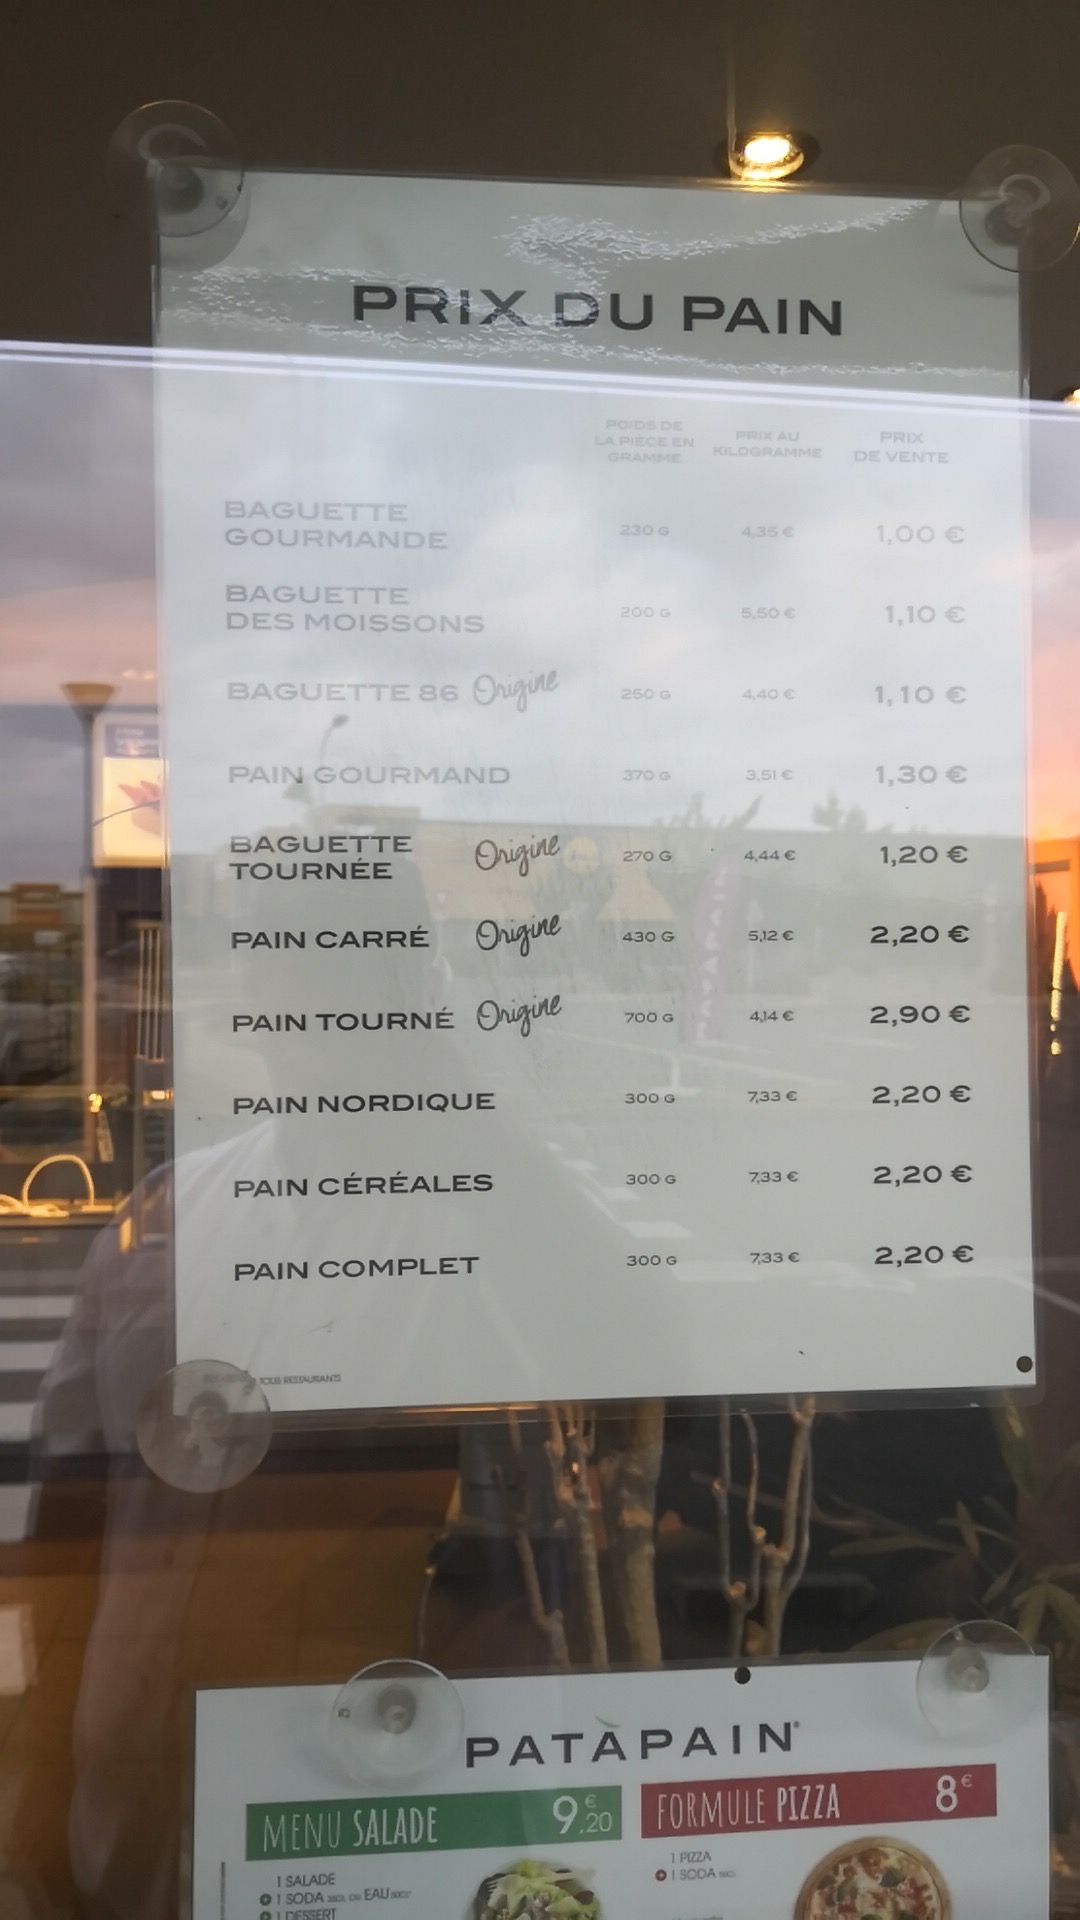 PRIX DU PAIN
POIDS DE
LA PIÈCE EN
GRAMME
PRIX AU
KILOGRAMME
PRIX
DE VENTE
BAGUETTE
GOURMANDE
230 G 4,35 € 1,00 €
BAGUETTE
DES MOISSONS
200 G 5,50 € 1,10 €
BAGUETTE 86 Origine 250 G 4,40 € 1,10 €
PAIN GOURMAND 370 G 3,51 € 1,30 €
BAGUETTE
TOURNÉE
Origine 270 G 4,44 € 1,20 €
PAIN CARRÉ Origine 430 G 5,12 € 2,20 €
PAIN TOURNÉ Origine 700 G 4,14 € 2,90 €
PAIN NORDIQUE 300 G 7,33 € 2,20 €
PAIN CÉRÉALES 300 G 7,33 € 2,20 €
PAIN COMPLET 300 G 7,33 € 2,20 €
TOUS RESTAURANTS
PATÀPAIN
MENU SALADE 9€,20
1 SALADE
1 SODA OU EAU
1 DESSERT
FORMULE PIZZA 8€
1 PIZZA
1 SODA